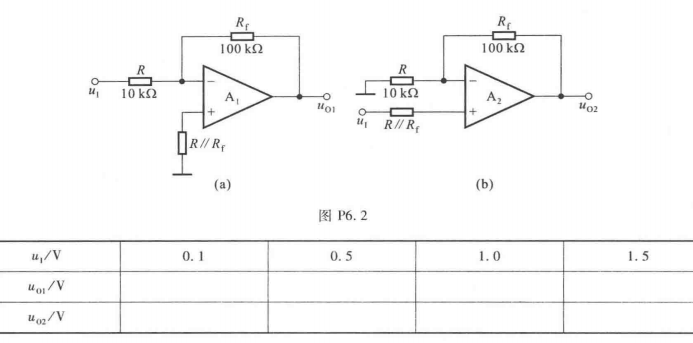 R_f
100 kΩ
R
10 kΩ
u_I
−
+
A_1
u_O1
R∥R_f
(a)
R_f
100 kΩ
R
10 kΩ
u_I
R∥R_f
−
+
A_2
u_O2
(b)
图 P6. 2
u_I/V 0. 1 0. 5 1. 0 1. 5
u_O1/V
u_O2/V